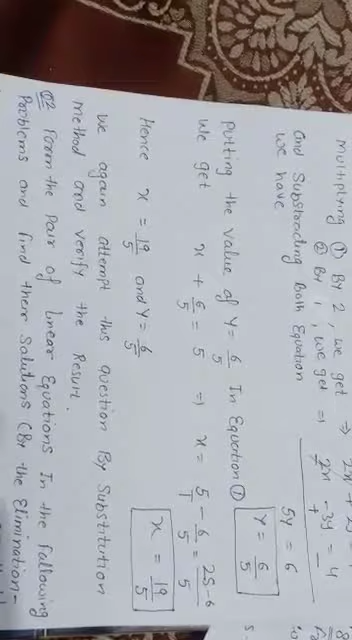 Multiplying ① By 2, we get ⇒ 2x + 2
② By 1, we get ⇒ 2x - 3y = 4
- + -
and Substracting Both Equation
we have
5y = 6
Y = 6/5
Putting the value of Y = 6/5 In Equation ①
we get x + 6/5 = 5 ⇒ x = 5/1 - 6/5 = 25-6/5
x = 19/5
Hence x = 19/5 and Y = 6/5
we again attempt this question By Substitution
method and verify the Result.
Q2 Form the Pair of linear Equations In the following
Problems and find there Solutions (By the Elimination-